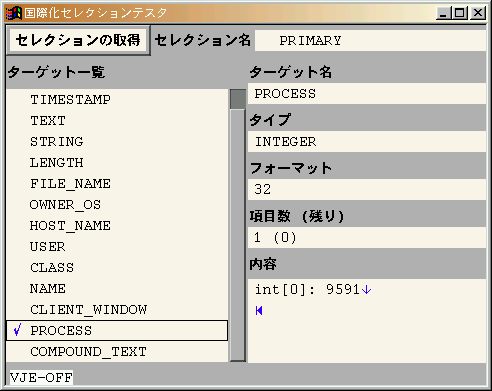 国際化セレクションテスタ
セレクションの取得 セレクション名 PRIMARY
ターゲット一覧
TIMESTAMP
TEXT
STRING
LENGTH
FILE_NAME
OWNER_OS
HOST_NAME
USER
CLASS
NAME
CLIENT_WINDOW
√ PROCESS
COMPOUND_TEXT
ターゲット名
PROCESS
タイプ
INTEGER
フォーマット
32
項目数 (残り)
1 (0)
内容
int[0]: 9591↓
VJE-OFF